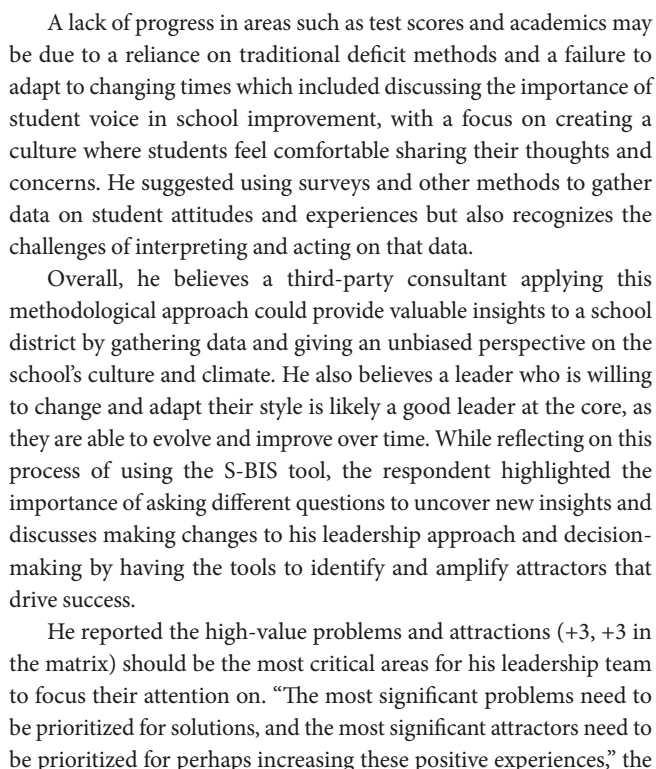 A lack of progress in areas such as test scores and academics may
be due to a reliance on traditional deficit methods and a failure to
adapt to changing times which included discussing the importance of
student voice in school improvement, with a focus on creating a
culture where students feel comfortable sharing their thoughts and
concerns. He suggested using surveys and other methods to gather
data on student attitudes and experiences but also recognizes the
challenges of interpreting and acting on that data.
Overall, he believes a third-party consultant applying this
methodological approach could provide valuable insights to a school
district by gathering data and giving an unbiased perspective on the
school’s culture and climate. He also believes a leader who is willing
to change and adapt their style is likely a good leader at the core, as
they are able to evolve and improve over time. While reflecting on this
process of using the S-BIS tool, the respondent highlighted the
importance of asking different questions to uncover new insights and
discusses making changes to his leadership approach and decision-
making by having the tools to identify and amplify attractors that
drive success.
He reported the high-value problems and attractions (+3, +3 in
the matrix) should be the most critical areas for his leadership team
to focus their attention on. “The most significant problems need to
be prioritized for solutions, and the most significant attractors need to
be prioritized for perhaps increasing these positive experiences,” the